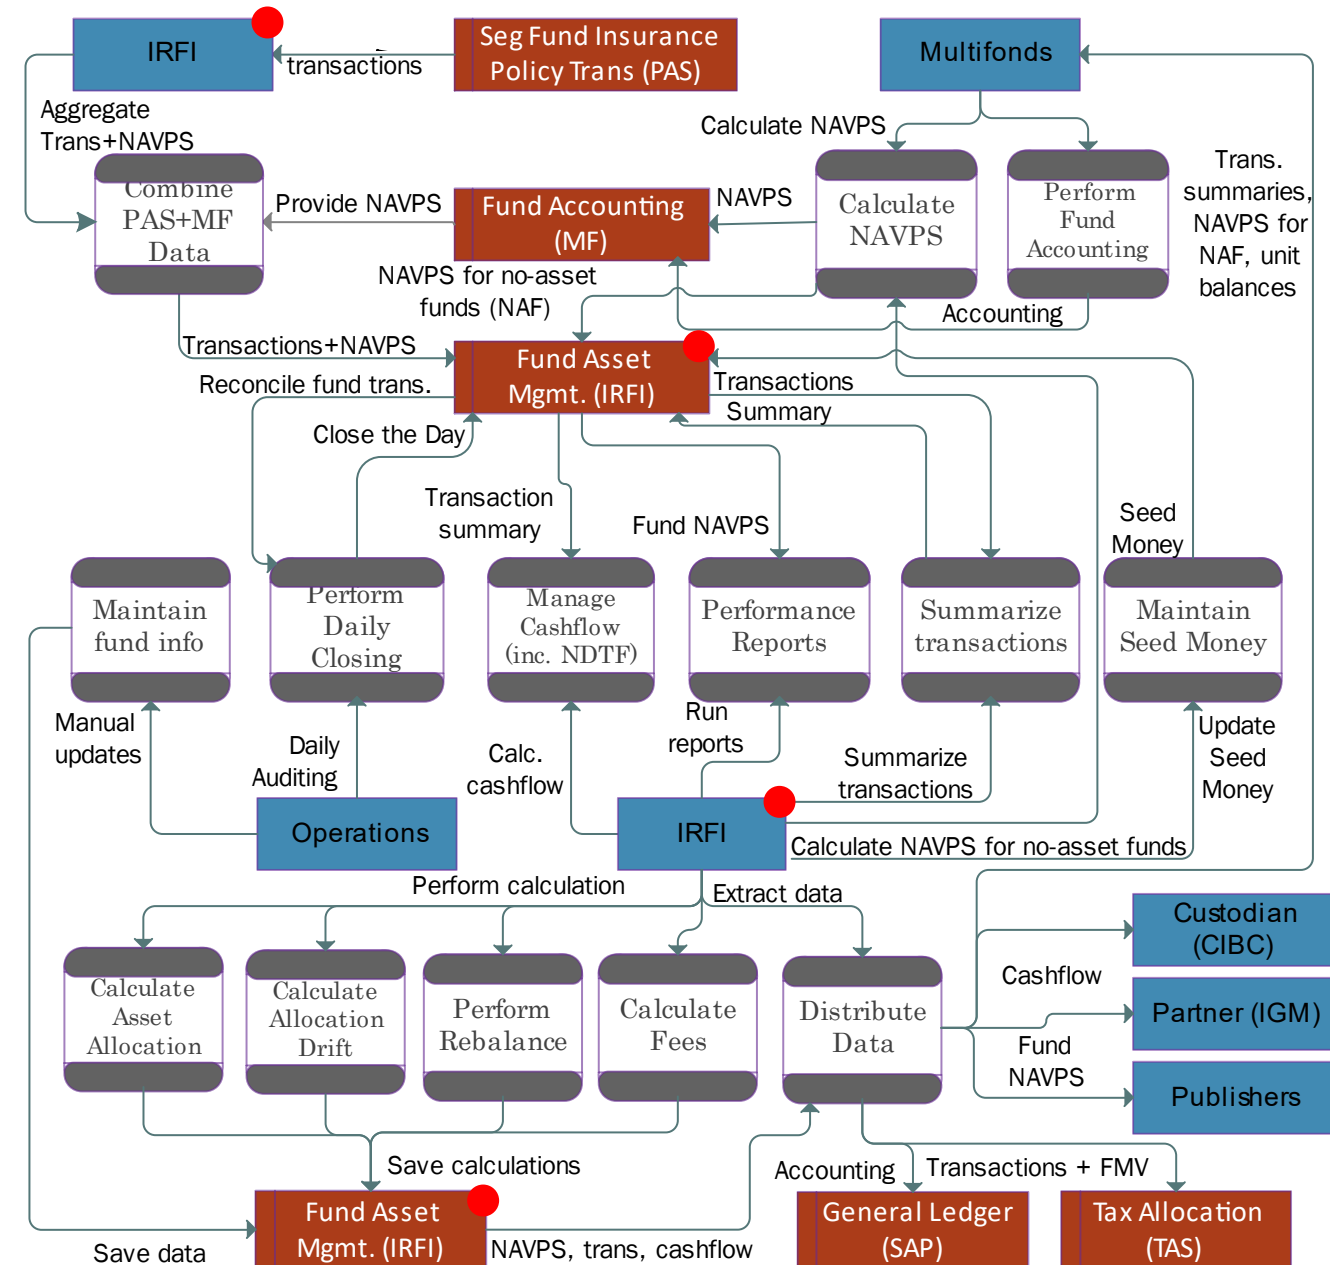 IRFI
transactions
Seg Fund Insurance
Policy Trans (PAS)
Multifonds
Aggregate
Trans+NAVPS
Calculate NAVPS
Trans.
summaries,
NAVPS for
NAF, unit
balances
Combine
PAS+MF
Data
Provide NAVPS
Fund Accounting
(MF)
NAVPS
Calculate
NAVPS
Perform
Fund
Accounting
NAVPS for no-asset
funds (NAF)
Accounting
Transactions+NAVPS
Fund Asset
Mgmt. (IRFI)
Reconcile fund trans.
Transactions
Summary
Close the Day
Transaction
summary
Fund NAVPS
Seed
Money
Maintain
fund info
Perform
Daily
Closing
Manage
Cashflow
(inc. NDTF)
Performance
Reports
Summarize
transactions
Maintain
Seed Money
Manual
updates
Daily
Auditing
Calc.
cashflow
Run
reports
Summarize
transactions
Update
Seed
Money
Operations
IRFI
Calculate NAVPS for no-asset funds
Perform calculation
Extract data
Custodian
(CIBC)
Calculate
Asset
Allocation
Calculate
Allocation
Drift
Perform
Rebalance
Calculate
Fees
Distribute
Data
Cashflow
Partner (IGM)
Fund
NAVPS
Publishers
Save calculations
Accounting
Transactions + FMV
Fund Asset
Mgmt. (IRFI)
General Ledger
(SAP)
Tax Allocation
(TAS)
Save data
NAVPS, trans, cashflow